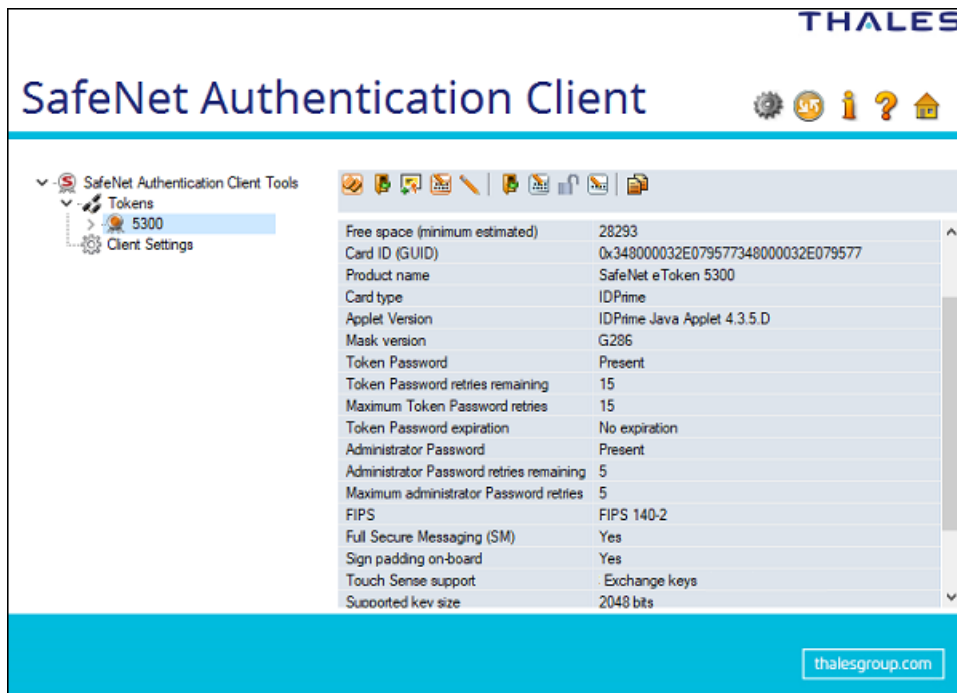 THALES
SafeNet Authentication Client
SafeNet Authentication Client Tools
Tokens
5300
Client Settings
Free space (minimum estimated) 28293
Card ID (GUID) 0x348000032E079577348000032E079577
Product name SafeNet eToken 5300
Card type IDPrime
Applet Version IDPrime Java Applet 4.3.5.D
Mask version G286
Token Password Present
Token Password retries remaining 15
Maximum Token Password retries 15
Token Password expiration No expiration
Administrator Password Present
Administrator Password retries remaining 5
Maximum administrator Password retries 5
FIPS FIPS 140-2
Full Secure Messaging (SM) Yes
Sign padding on-board Yes
Touch Sense support . Exchange keys
Supported key size 2048 bits
thalesgroup.com